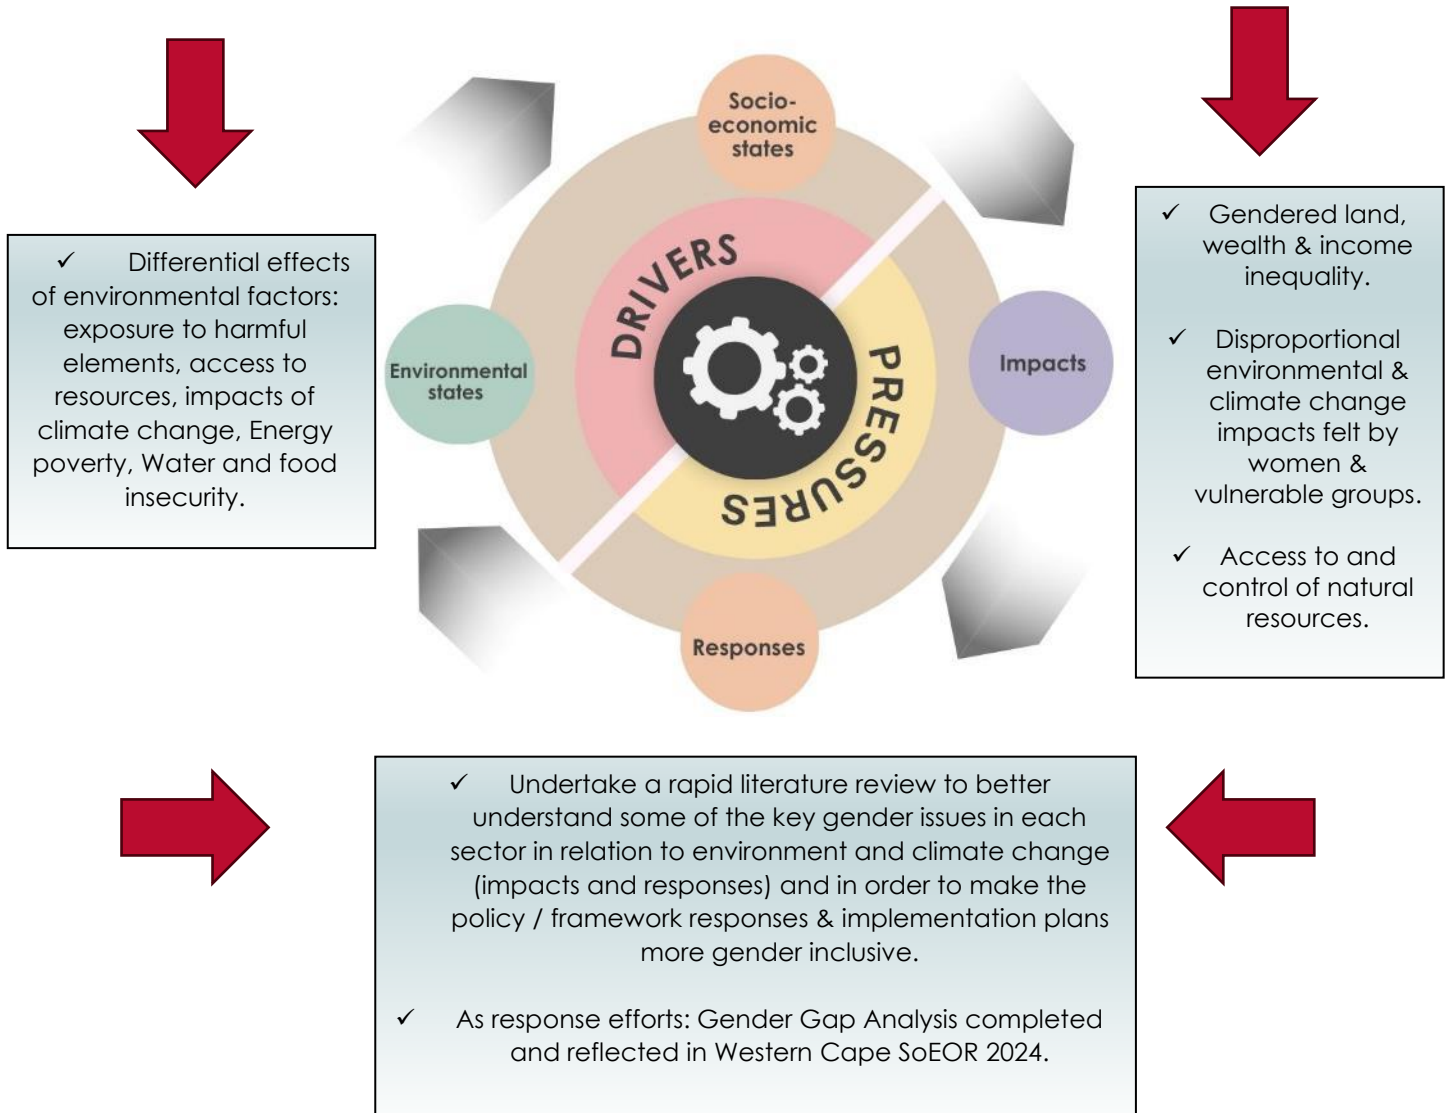 Socio-
economic
states
DRIVERS
PRESSURES
Environmental
states
Impacts
Responses
✓ Differential effects
of environmental factors:
exposure to harmful
elements, access to
resources, impacts of
climate change, Energy
poverty, Water and food
insecurity.
✓ Gendered land,
wealth & income
inequality.
✓ Disproportional
environmental &
climate change
impacts felt by
women &
vulnerable groups.
✓ Access to and
control of natural
resources.
✓ Undertake a rapid literature review to better
understand some of the key gender issues in each
sector in relation to environment and climate change
(impacts and responses) and in order to make the
policy / framework responses & implementation plans
more gender inclusive.
✓ As response efforts: Gender Gap Analysis completed
and reflected in Western Cape SoEOR 2024.